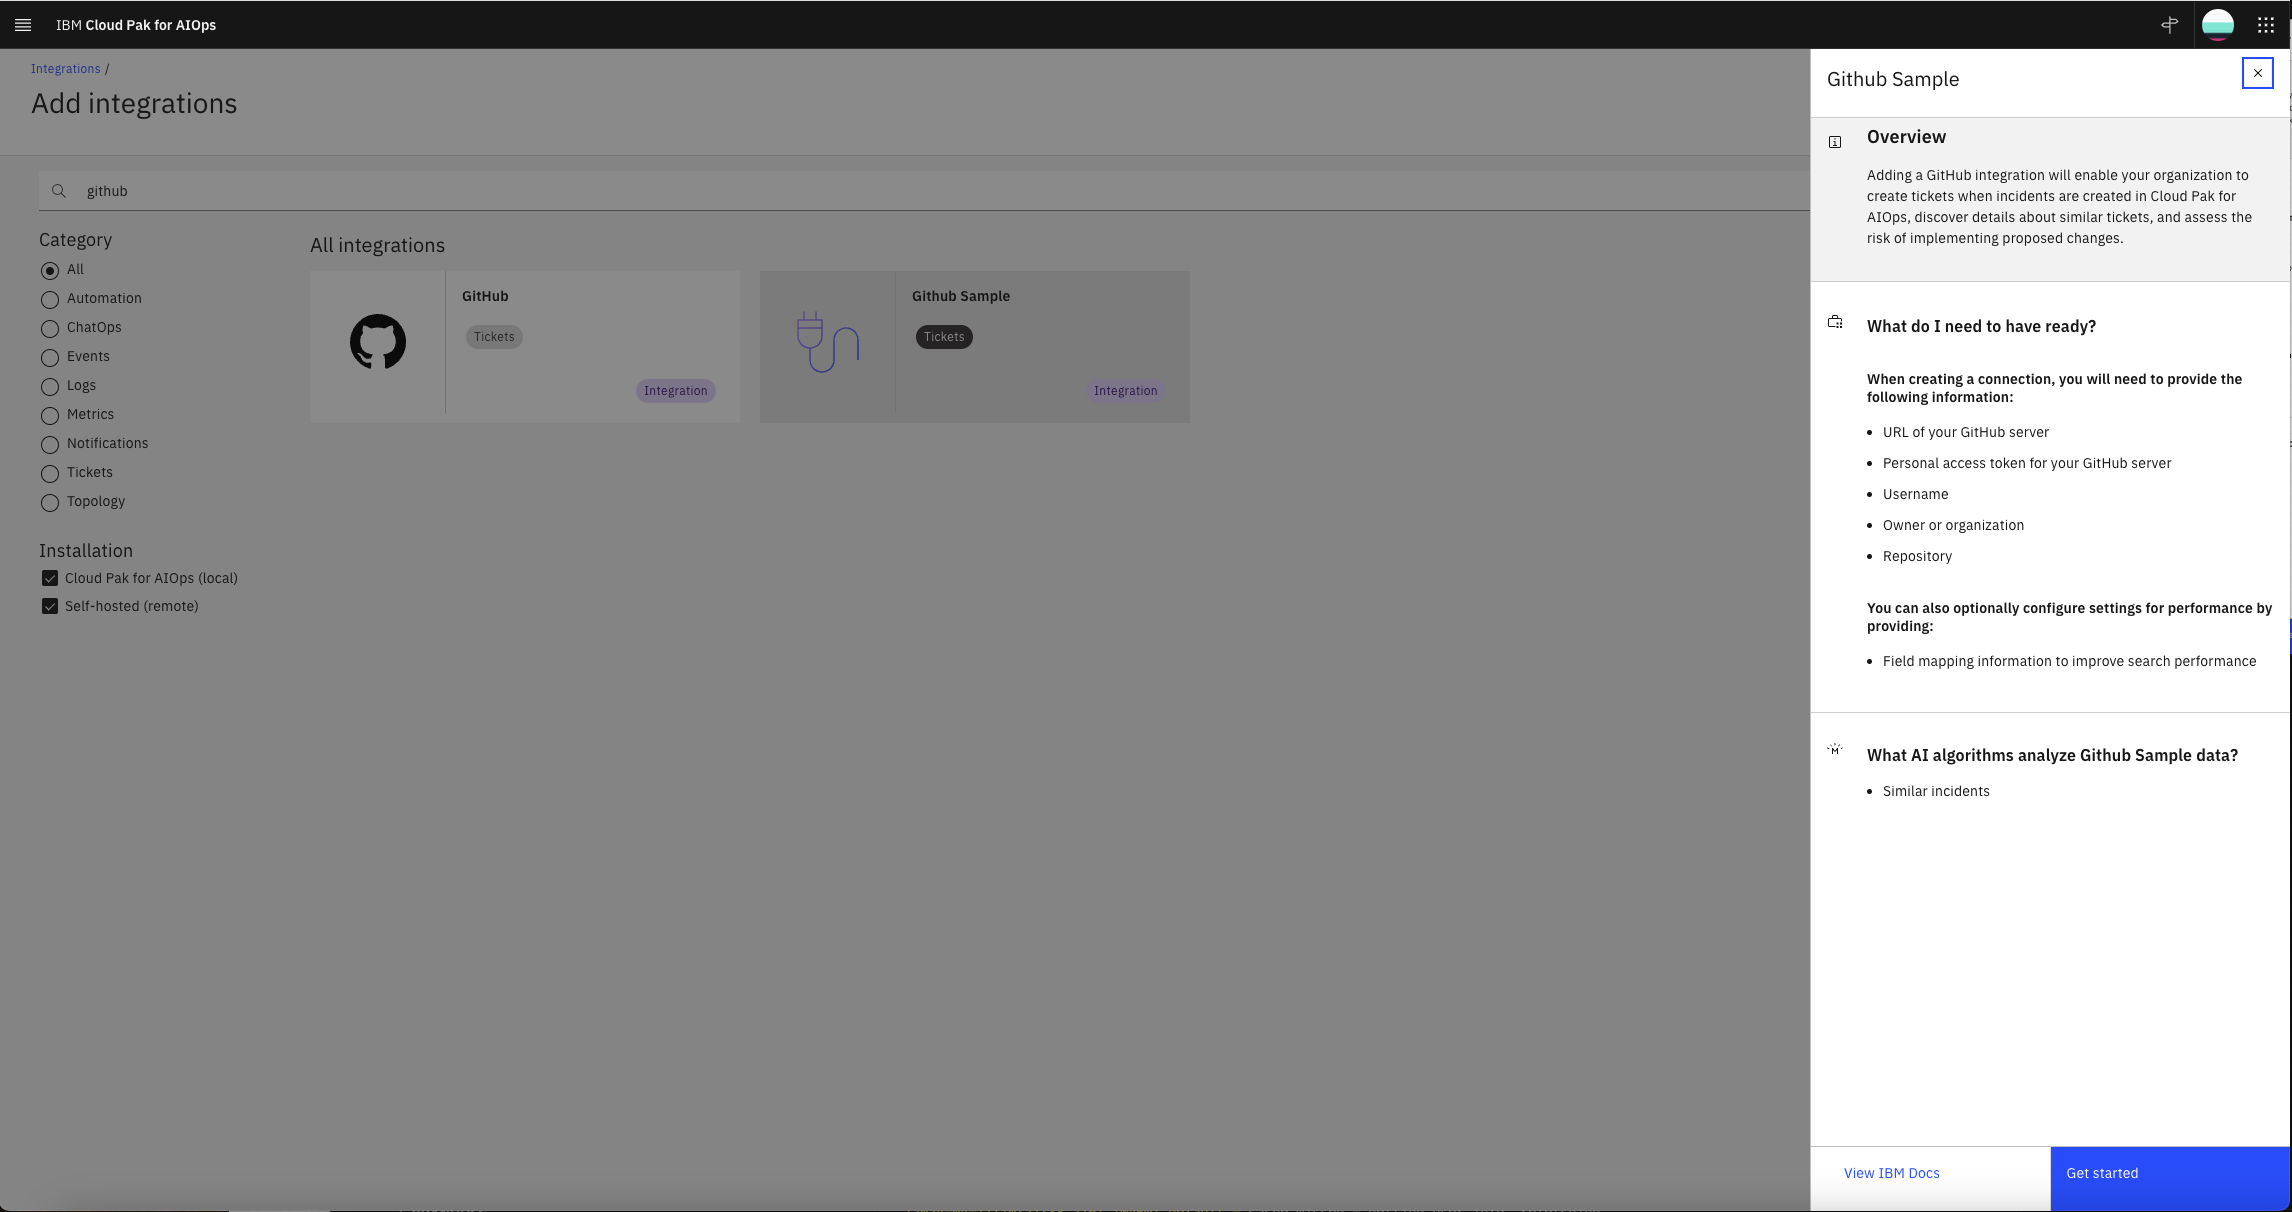 IBM Cloud Pak for AIOps
Integrations /
Add integrations
github
Category
All
Automation
ChatOps
Events
Logs
Metrics
Notifications
Tickets
Topology
Installation
Cloud Pak for AIOps (local)
Self-hosted (remote)
All integrations
GitHub
Tickets
Integration
Github Sample
Tickets
Integration
Github Sample
Overview
Adding a GitHub integration will enable your organization to
create tickets when incidents are created in Cloud Pak for
AIOps, discover details about similar tickets, and assess the
risk of implementing proposed changes.
What do I need to have ready?
When creating a connection, you will need to provide the
following information:
URL of your GitHub server
Personal access token for your GitHub server
Username
Owner or organization
Repository
You can also optionally configure settings for performance by
providing:
Field mapping information to improve search performance
What AI algorithms analyze Github Sample data?
Similar incidents
View IBM Docs
Get started